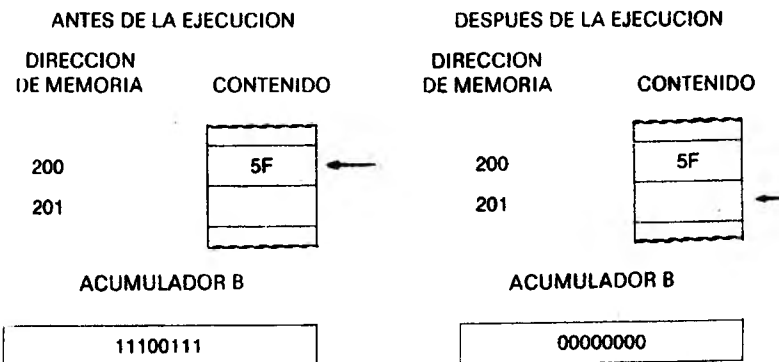 ANTES DE LA EJECUCION
DIRECCION
DE MEMORIA
CONTENIDO
200
5F
201
ACUMULADOR B
11100111
DESPUES DE LA EJECUCION
DIRECCION
DE MEMORIA
CONTENIDO
200
5F
201
ACUMULADOR B
00000000